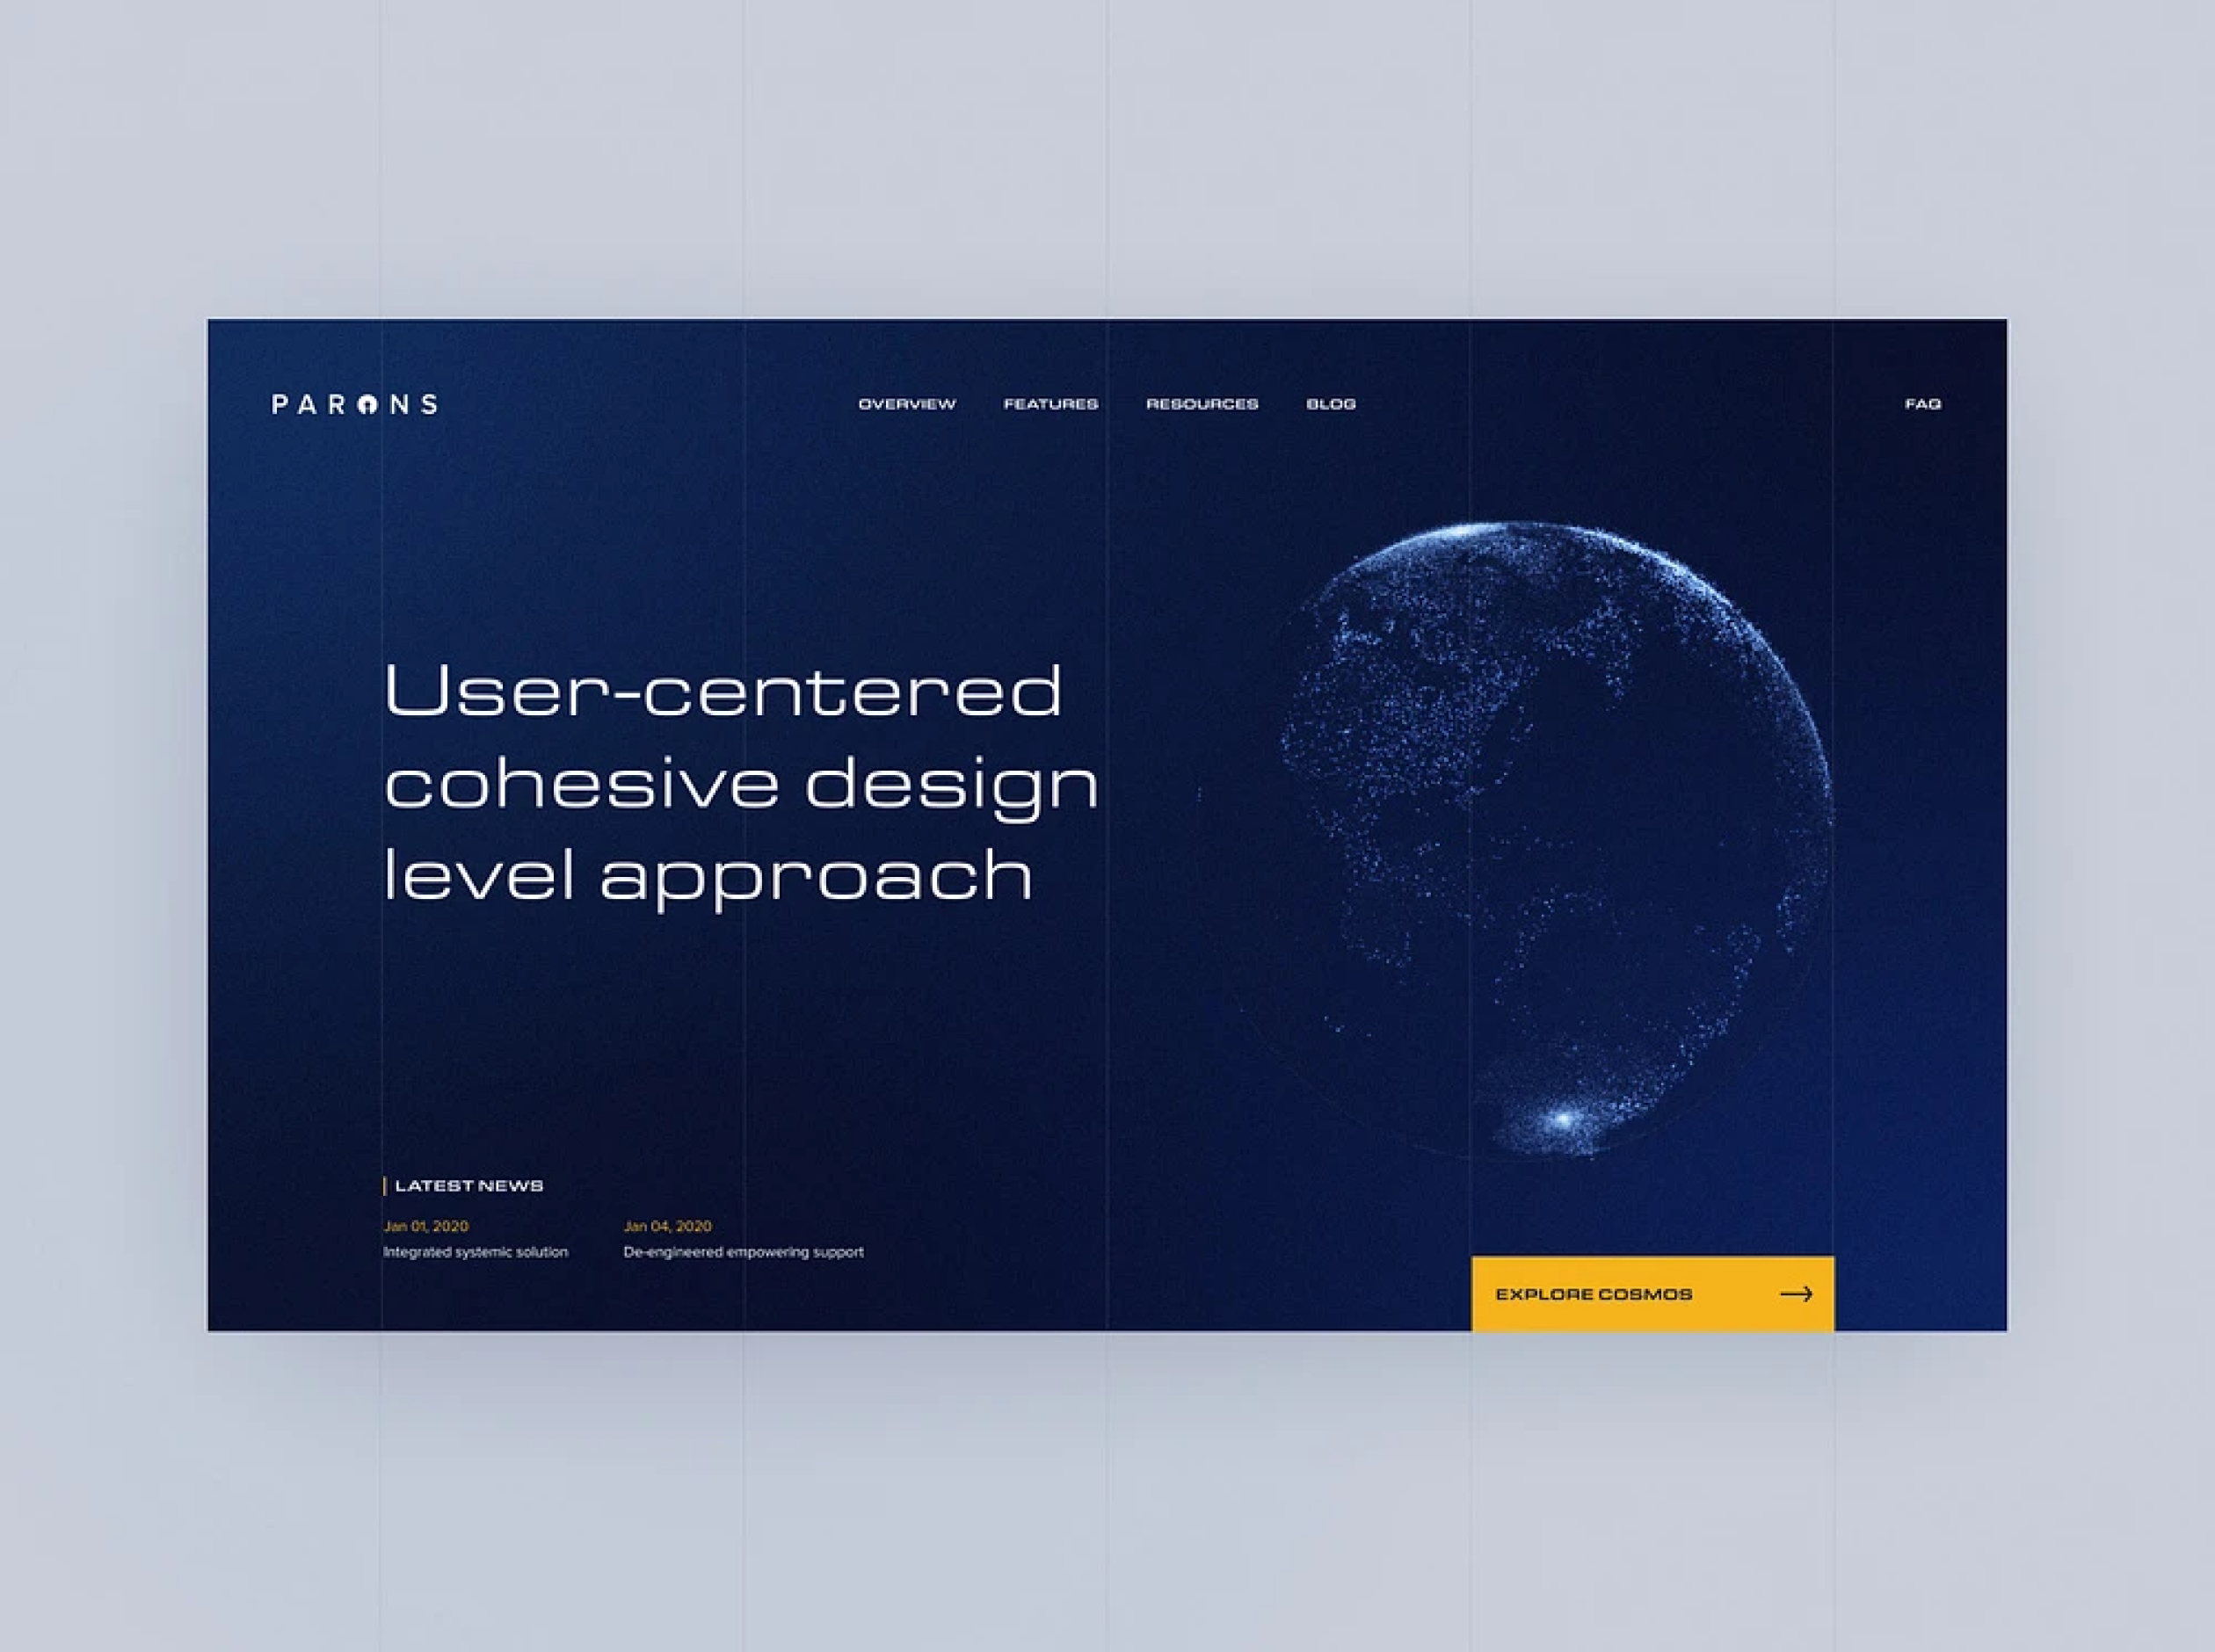 PARONS
OVERVIEW FEATURES RESOURCES BLOG
FAQ
User-centered
cohesive design
level approach
LATEST NEWS
Jan 01, 2020
Integrated systemic solution
Jan 04, 2020
De-engineered empowering support
EXPLORE COSMOS